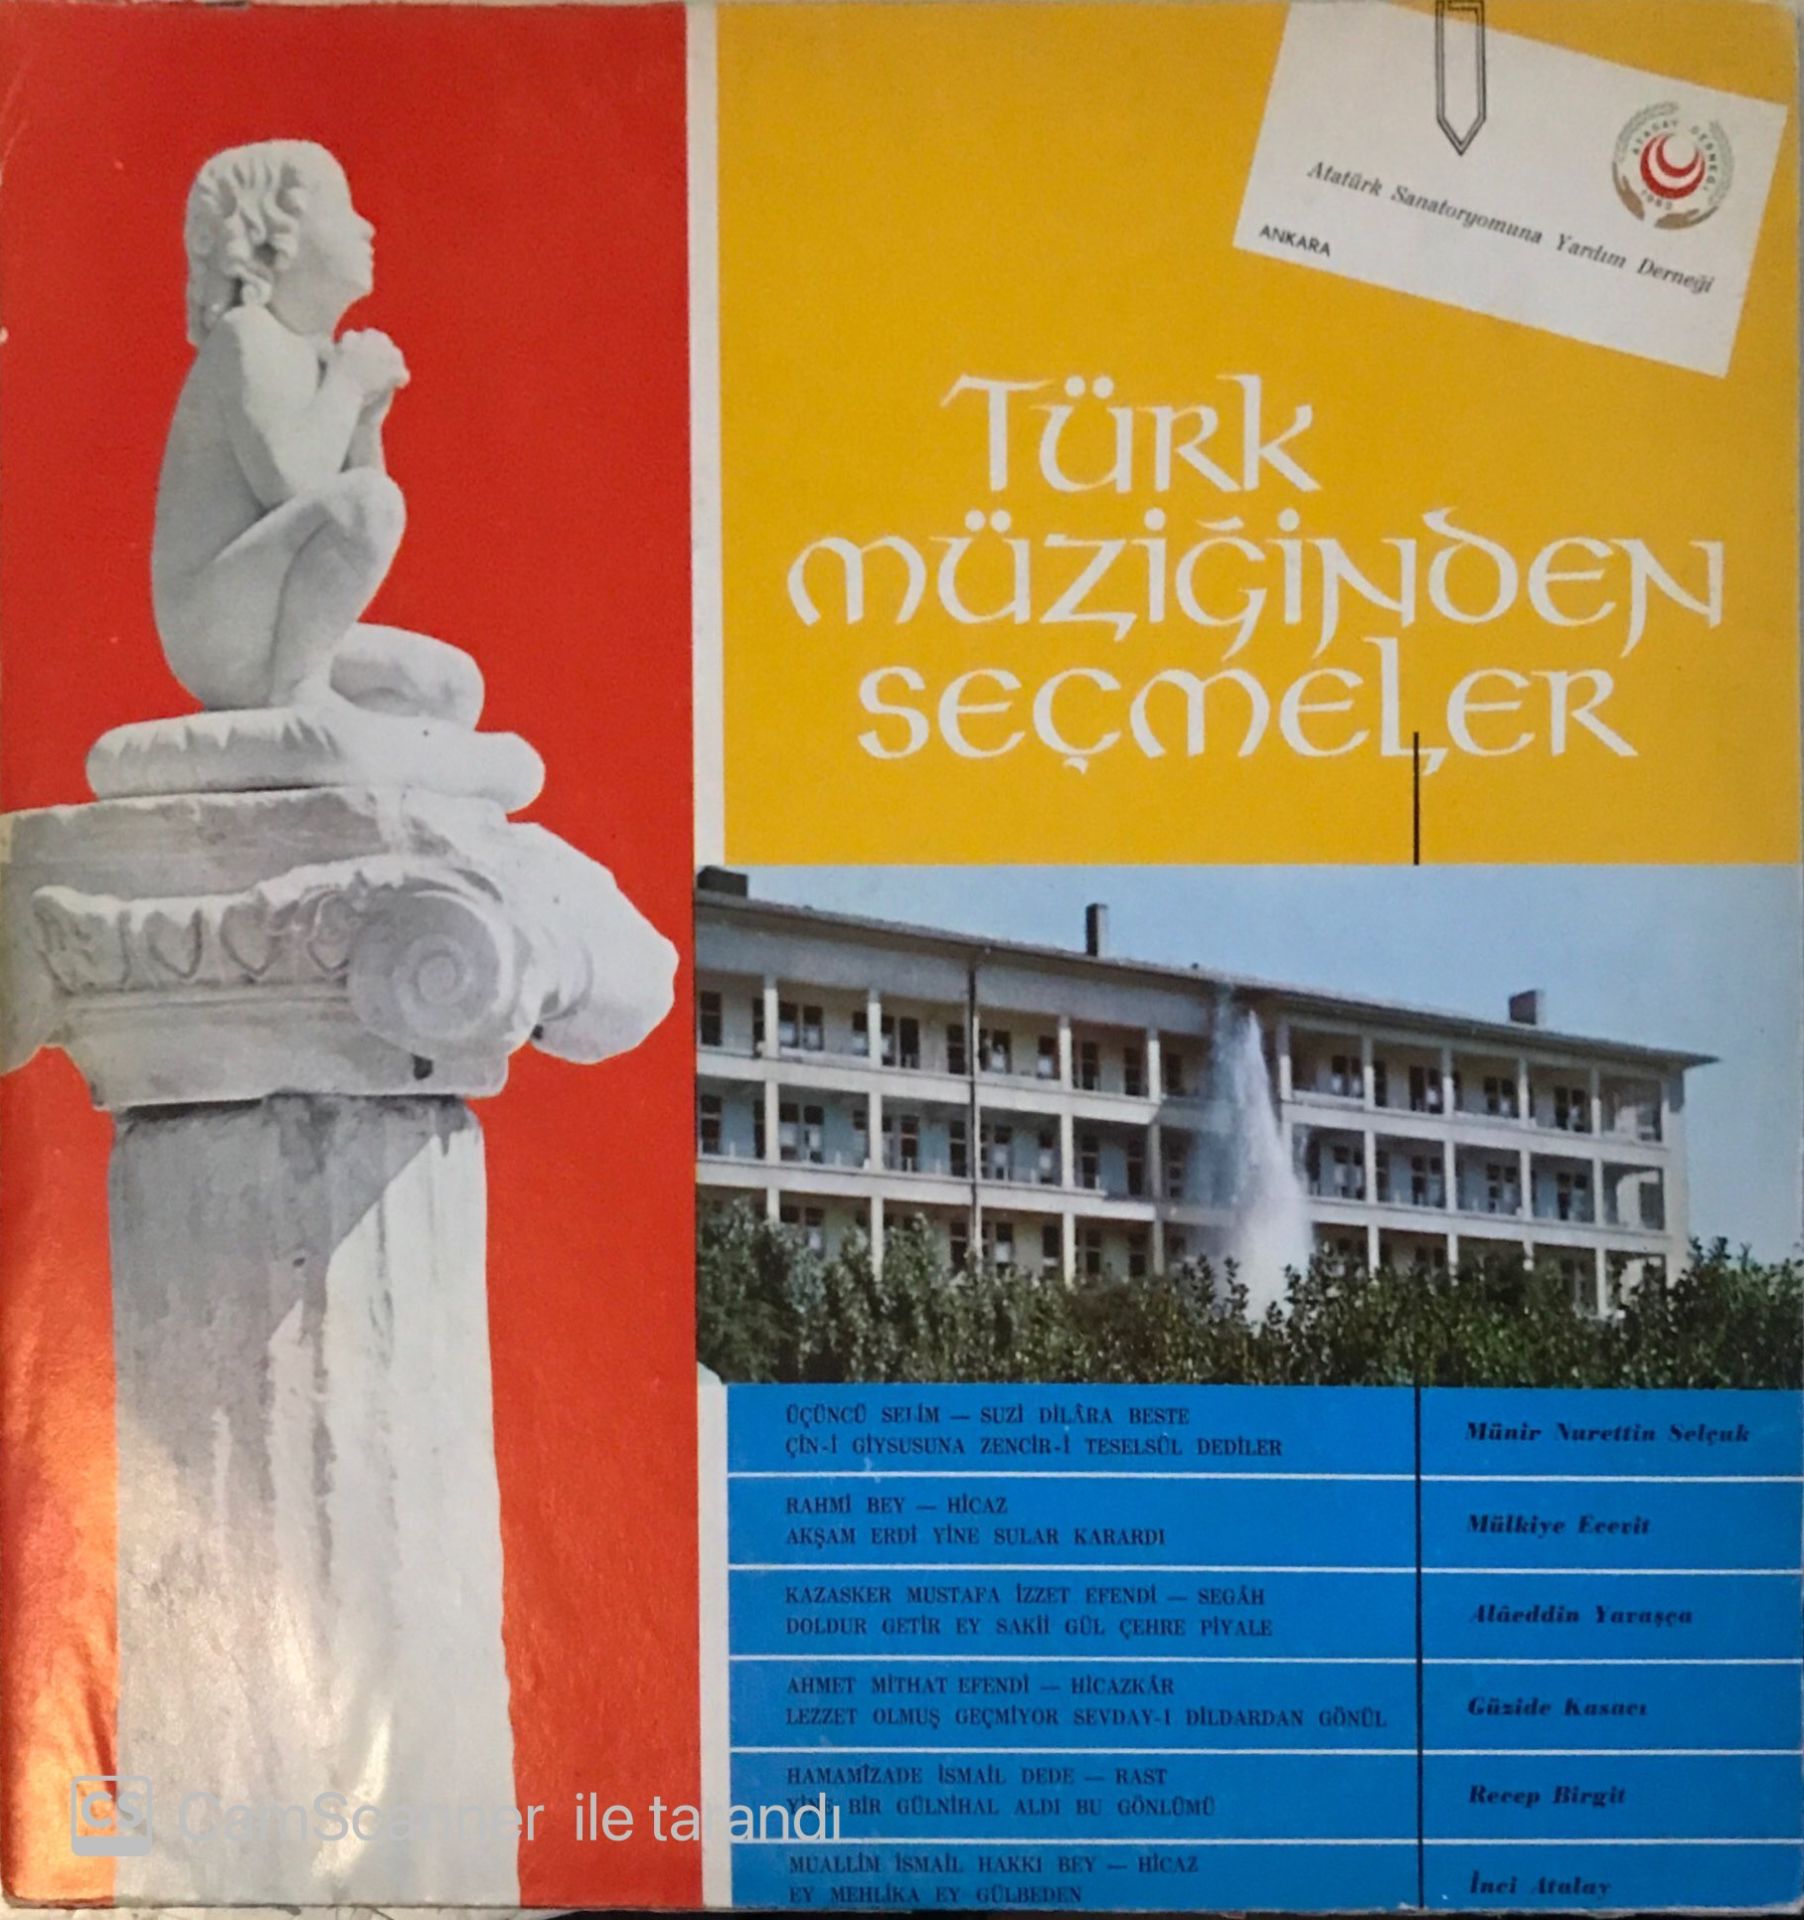 ATASAY DERNEĞİ
1963
Atatürk Sanatoryomuna Yardım Derneği
ANKARA
TÜRK
MÜZİĞİNDEN
SEÇMELER
ÜÇÜNCÜ SELİM — SUZİ DİLÂRA BESTE
ÇİN-İ GİYSUSUNA ZENCİR-İ TESELSÜL DEDİLER
Münir Nurettin Selçuk
RAHMİ BEY — HİCAZ
AKŞAM ERDİ YİNE SULAR KARARDI
Mülkiye Ecevit
KAZASKER MUSTAFA İZZET EFENDİ — SEGÂH
DOLDUR GETİR EY SAKİİ GÜL ÇEHRE PİYALE
Alâeddin Yavaşça
AHMET MİTHAT EFENDİ — HİCAZKÂR
LEZZET OLMUŞ GEÇMİYOR SEVDAY-I DİLDARDAN GÖNÜL
Güzide Kasacı
HAMAMİZADE İSMAİL DEDE — RAST
YİNE BİR GÜLNİHAL ALDI BU GÖNLÜMÜ
Recep Birgit
MUALLİM İSMAİL HAKKI BEY — HİCAZ
EY MEHLİKA EY GÜLBEDEN
İnci Atalay
CS CamScanner ile tarandı